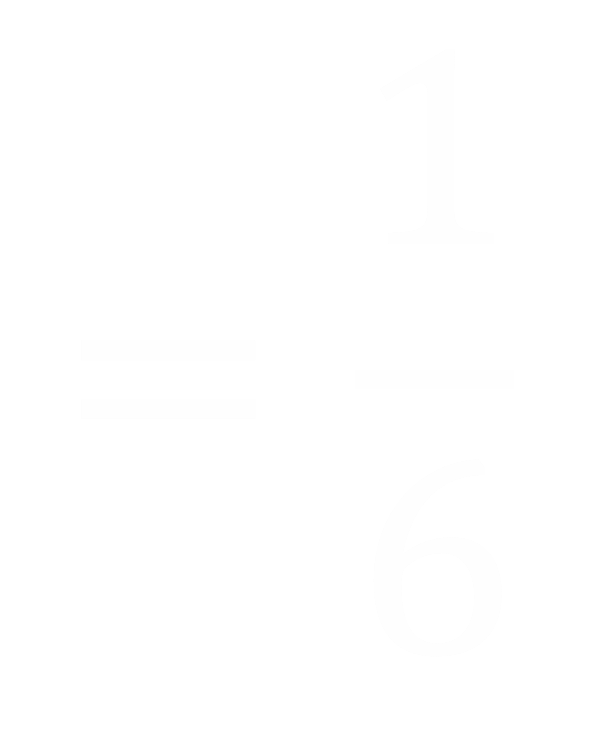 = 1/6